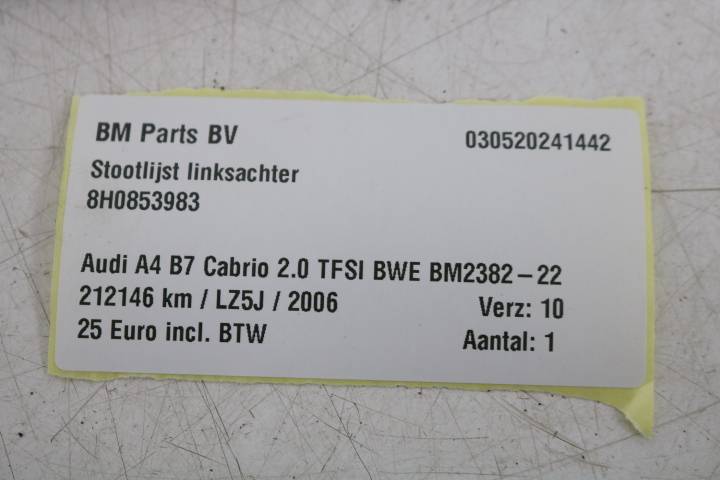 BM Parts BV 030520241442
Stootlijst linksachter
8H0853983
Audi A4 B7 Cabrio 2.0 TFSI BWE BM2382-22
212146 km / LZ5J / 2006 Verz: 10
25 Euro incl. BTW Aantal: 1